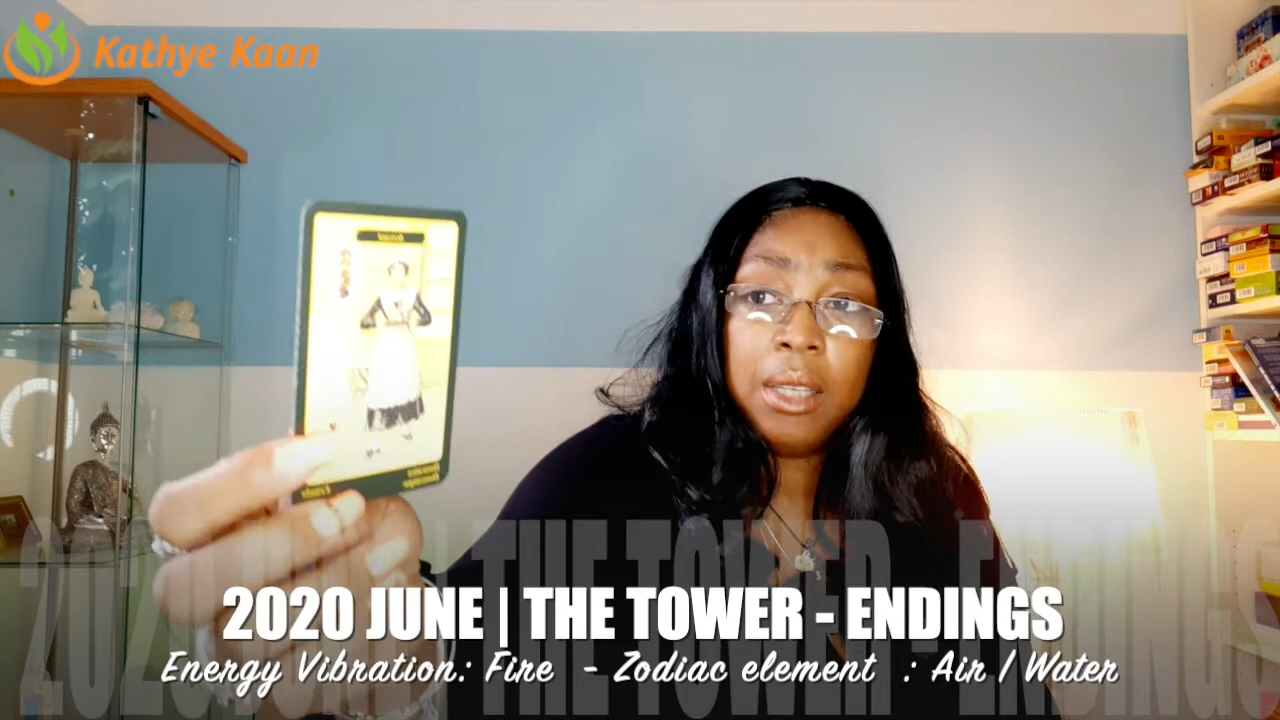 Kathye Kaan
2020 JUNE | THE TOWER - ENDINGS
Energy Vibration: Fire - Zodiac element : Air / Water